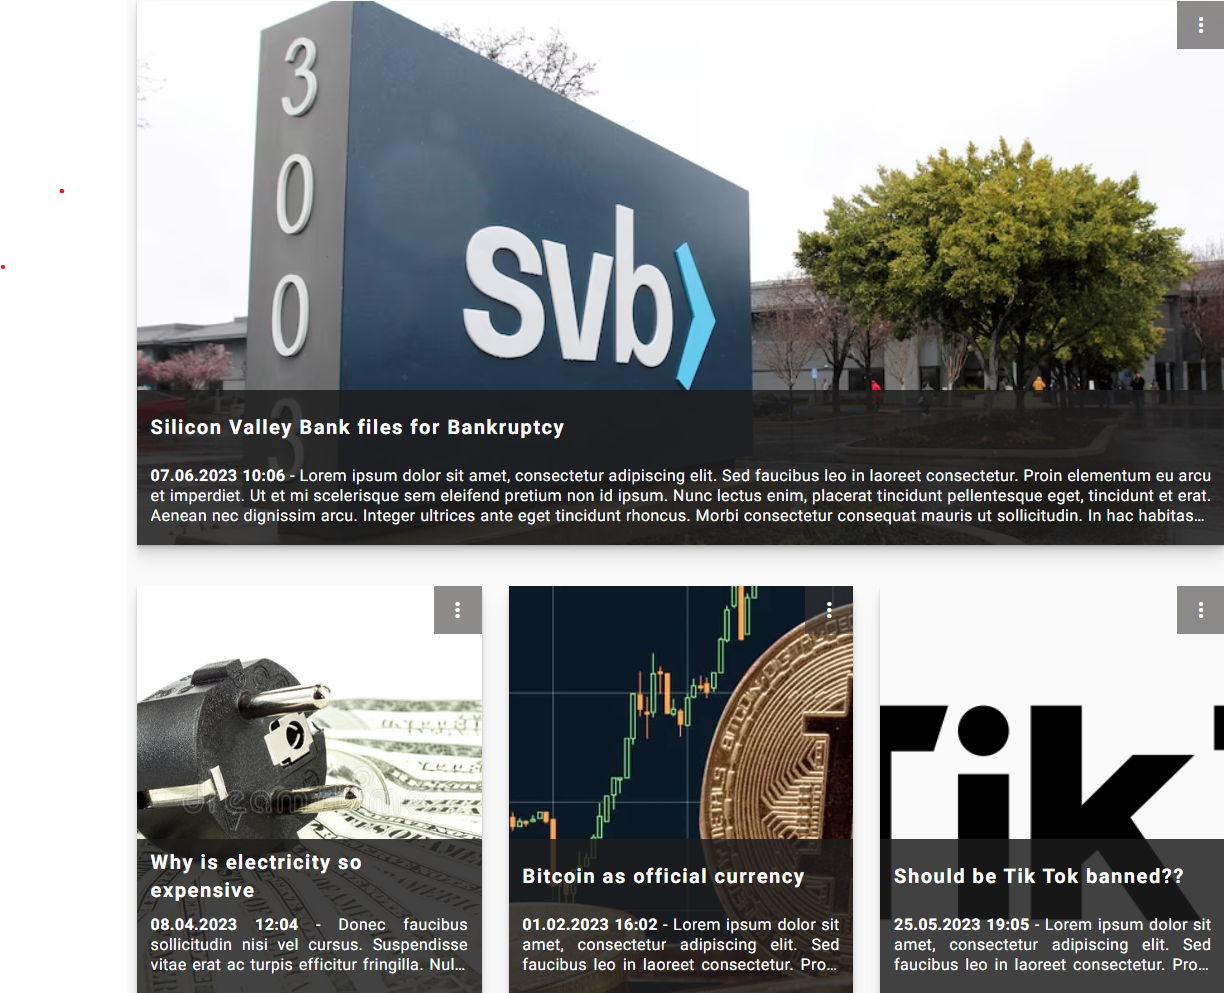 3
0
0
3
svb
Silicon Valley Bank files for Bankruptcy
07.06.2023 10:06 - Lorem ipsum dolor sit amet, consectetur adipiscing elit. Sed faucibus leo in laoreet consectetur. Proin elementum eu arcu
et imperdiet. Ut et mi scelerisque sem eleifend pretium non id ipsum. Nunc lectus enim, placerat tincidunt pellentesque eget, tincidunt et erat.
Aenean nec dignissim arcu. Integer ultrices ante eget tincidunt rhoncus. Morbi consectetur consequat mauris ut sollicitudin. In hac habitas...
Why is electricity so
expensive
08.04.2023 12:04 - Donec faucibus
sollicitudin nisi vel cursus. Suspendisse
vitae erat ac turpis efficitur fringilla. Nul...
Bitcoin as official currency
01.02.2023 16:02 - Lorem ipsum dolor sit
amet, consectetur adipiscing elit. Sed
faucibus leo in laoreet consectetur. Pro...
Tik
Should be Tik Tok banned??
25.05.2023 19:05 - Lorem ipsum dolor sit
amet, consectetur adipiscing elit. Sed
faucibus leo in laoreet consectetur. Pro...